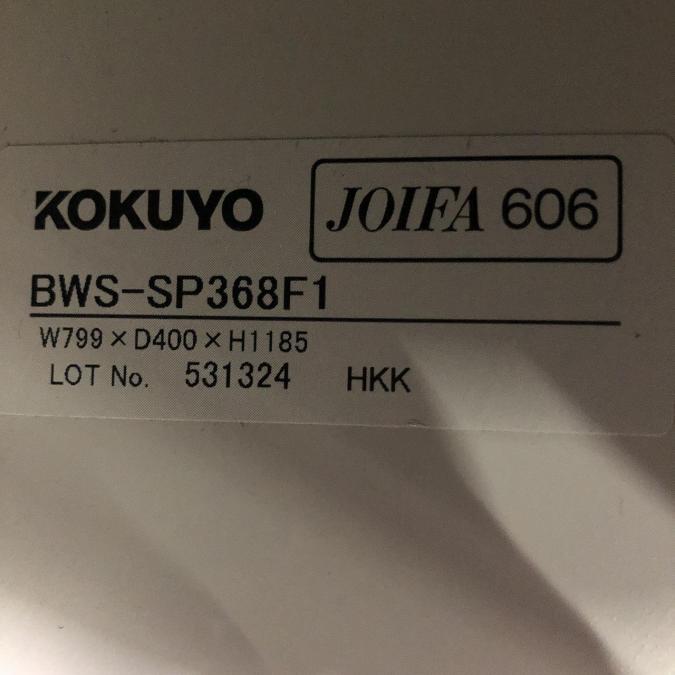 KOKUYO JOIFA 606
BWS-SP368F1
W799×D400×H1185
LOT No. 531324 HKK